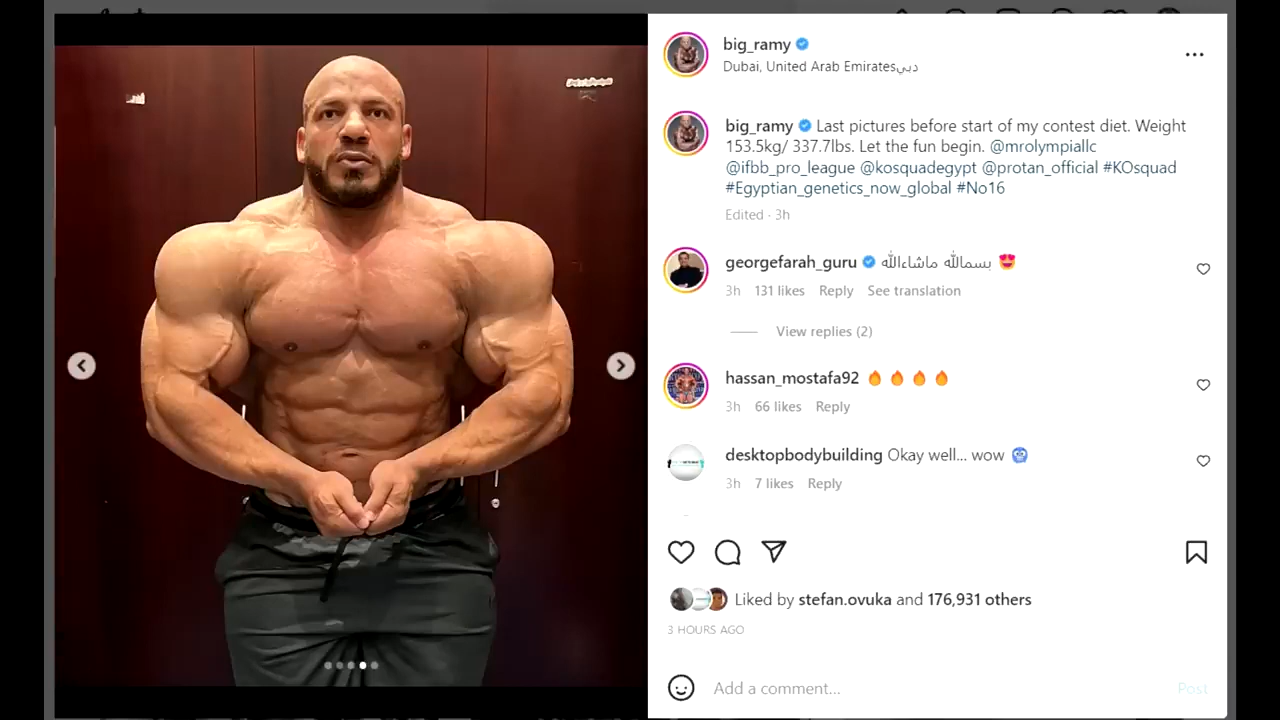 big_ramy
Dubai, United Arab Emiratesدبي
big_ramy Last pictures before start of my contest diet. Weight
153.5kg/ 337.7lbs. Let the fun begin. @mrolympiallc
@ifbb_pro_league @kosquadegypt @protan_official #KOsquad
#Egyptian_genetics_now_global #No16
Edited · 3h
georgefarah_guru بسمالله ماشاءالله 😍
3h 131 likes Reply See translation
View replies (2)
hassan_mostafa92 🔥 🔥 🔥 🔥
3h 66 likes Reply
desktopbodybuilding Okay well... wow 🥶
3h 7 likes Reply
Liked by stefan.ovuka and 176,931 others
3 HOURS AGO
Add a comment...
Post